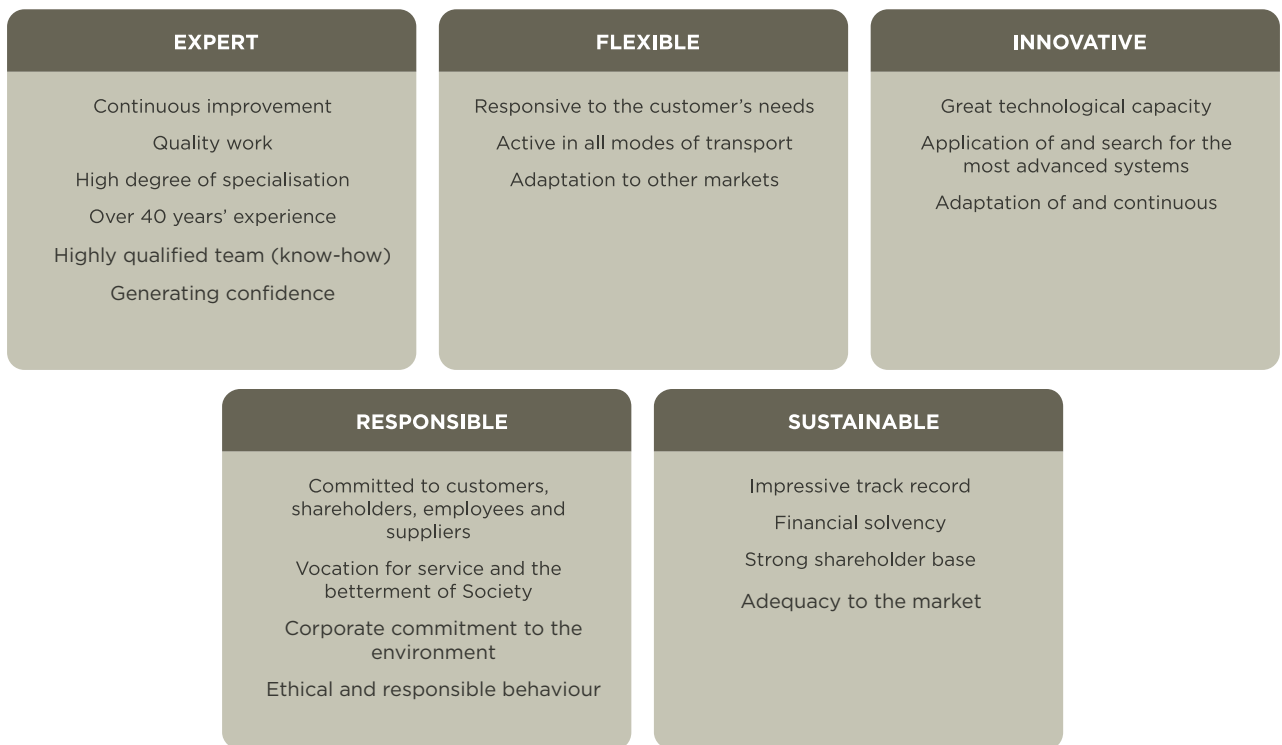 EXPERT
Continuous improvement
Quality work
High degree of specialisation
Over 40 years’ experience
Highly qualified team (know-how)
Generating confidence
FLEXIBLE
Responsive to the customer’s needs
Active in all modes of transport
Adaptation to other markets
INNOVATIVE
Great technological capacity
Application of and search for the
most advanced systems
Adaptation of and continuous
RESPONSIBLE
Committed to customers,
shareholders, employees and
suppliers
Vocation for service and the
betterment of Society
Corporate commitment to the
environment
Ethical and responsible behaviour
SUSTAINABLE
Impressive track record
Financial solvency
Strong shareholder base
Adequacy to the market